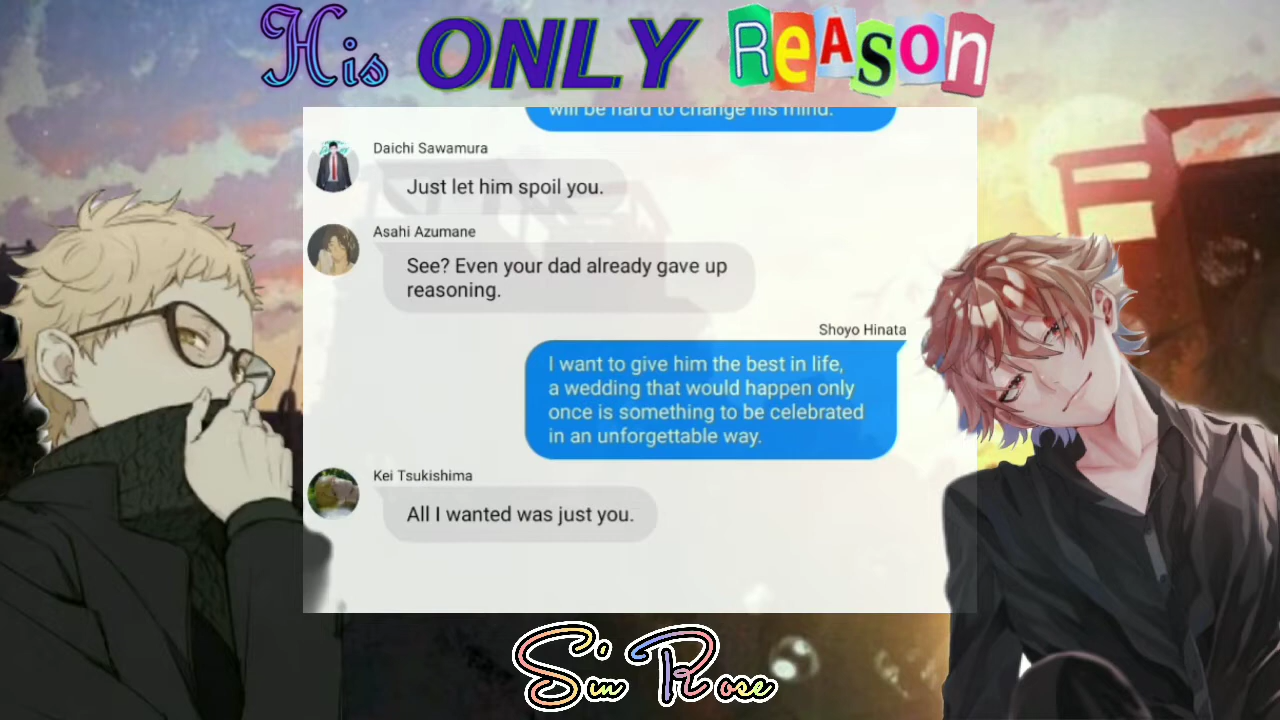 His ONLY ReAson
will be hard to change his mind.
Daichi Sawamura
Just let him spoil you.
Asahi Azumane
See? Even your dad already gave up
reasoning.
Shoyo Hinata
I want to give him the best in life,
a wedding that would happen only
once is something to be celebrated
in an unforgettable way.
Kei Tsukishima
All I wanted was just you.
Sin Rose